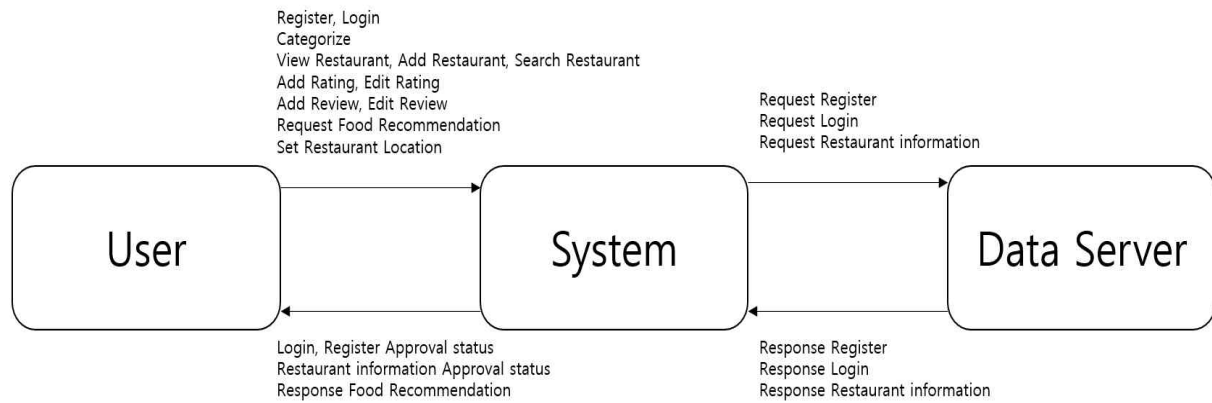 Register, Login
Categorize
View Restaurant, Add Restaurant, Search Restaurant
Add Rating, Edit Rating
Add Review, Edit Review
Request Food Recommendation
Set Restaurant Location
Request Register
Request Login
Request Restaurant information
User
System
Data Server
Login, Register Approval status
Restaurant information Approval status
Response Food Recommendation
Response Register
Response Login
Response Restaurant information